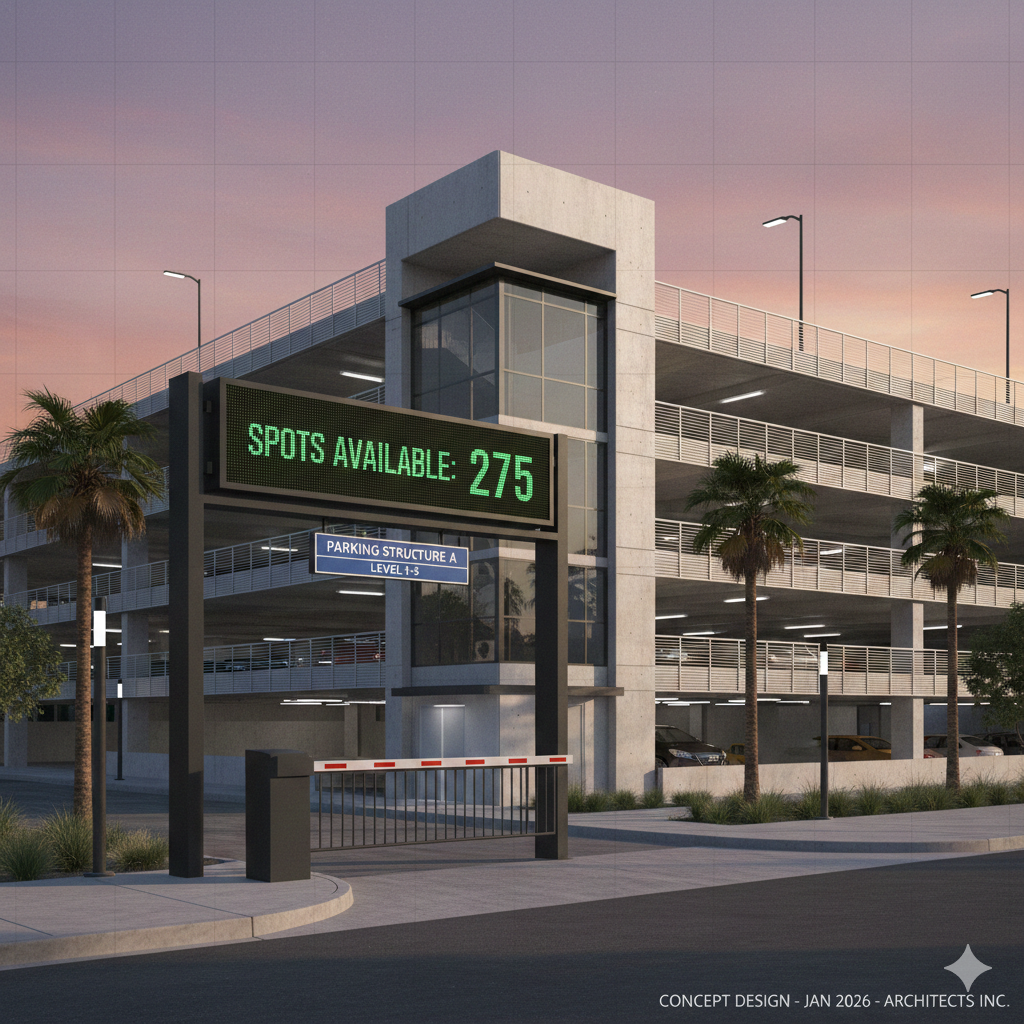 SPOTS AVAILABLE: 275
PARKING STRUCTURE A
LEVEL 1-5
CONCEPT DESIGN - JAN 2026 - ARCHITECTS INC.